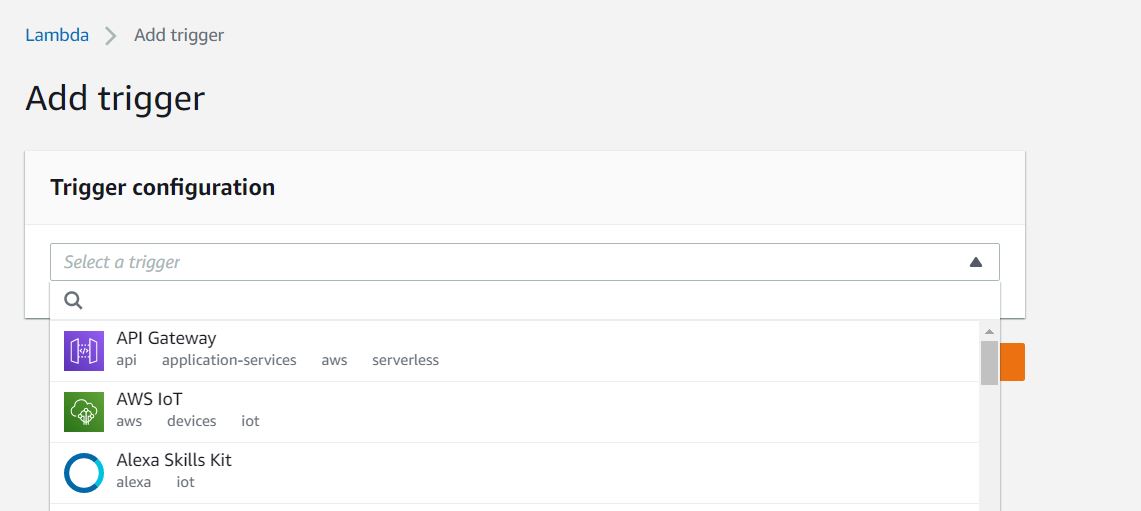 Lambda Add trigger
Add trigger
Trigger configuration
Select a trigger
API Gateway
api application-services aws serverless
AWS IoT
aws devices iot
Alexa Skills Kit
alexa iot